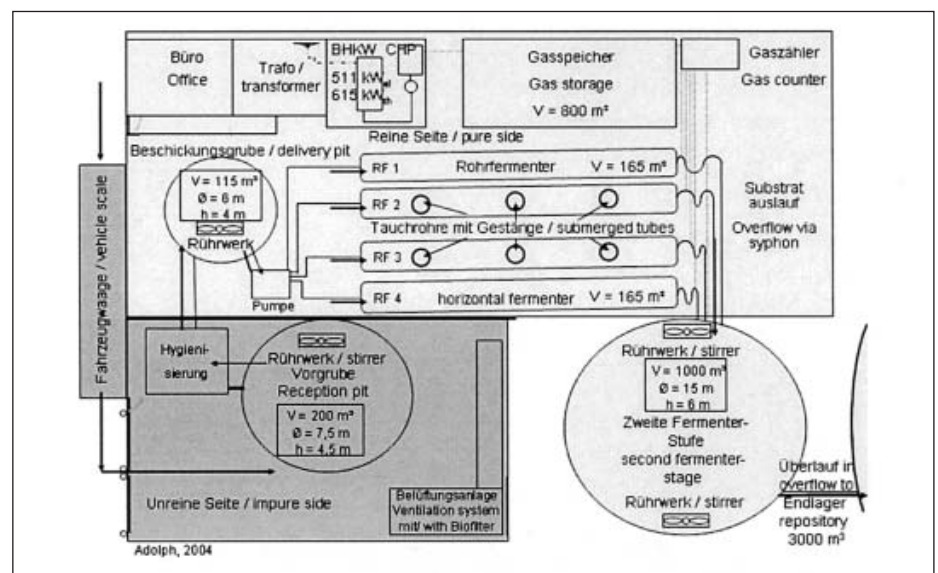 Büro
Office
Trafo /
transformer
BHKW CHP
511 kW el
615 kW th
Gasspeicher
Gas storage
V = 800 m³
Gaszähler
Gas counter
Reine Seite / pure side
Beschickungsgrube / delivery pit
V = 115 m³
Ø = 6 m
h = 4 m
Rührwerk
Pumpe
RF 1 Rohrfermenter V = 165 m³
RF 2
Tauchrohre mit Gestänge / submerged tubes
RF 3
RF 4 horizontal fermenter V = 165 m³
Substrat
auslauf
Overflow via
syphon
Fahrzeugwaage / vehicle scale
Hygieni-
sierung
Rührwerk / stirrer
Vorgrube
Reception pit
V = 200 m³
Ø = 7,5 m
h = 4,5 m
Unreine Seite / impure side
Belüftungsanlage
Ventilation system
mit/ with Biofilter
Rührwerk / stirrer
V = 1000 m³
Ø = 15 m
h = 6 m
Zweite Fermenter-
Stufe
second fermenter-
stage
Rührwerk / stirrer
Überlauf in
overflow to
Endlager
repository
3000 m³
Adolph, 2004